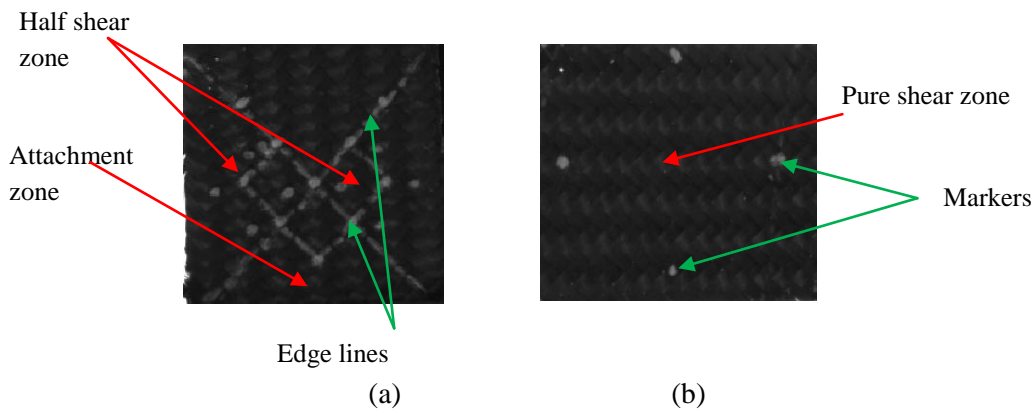 Half shear
zone
Attachment
zone
Edge lines
(a)
Pure shear zone
Markers
(b)